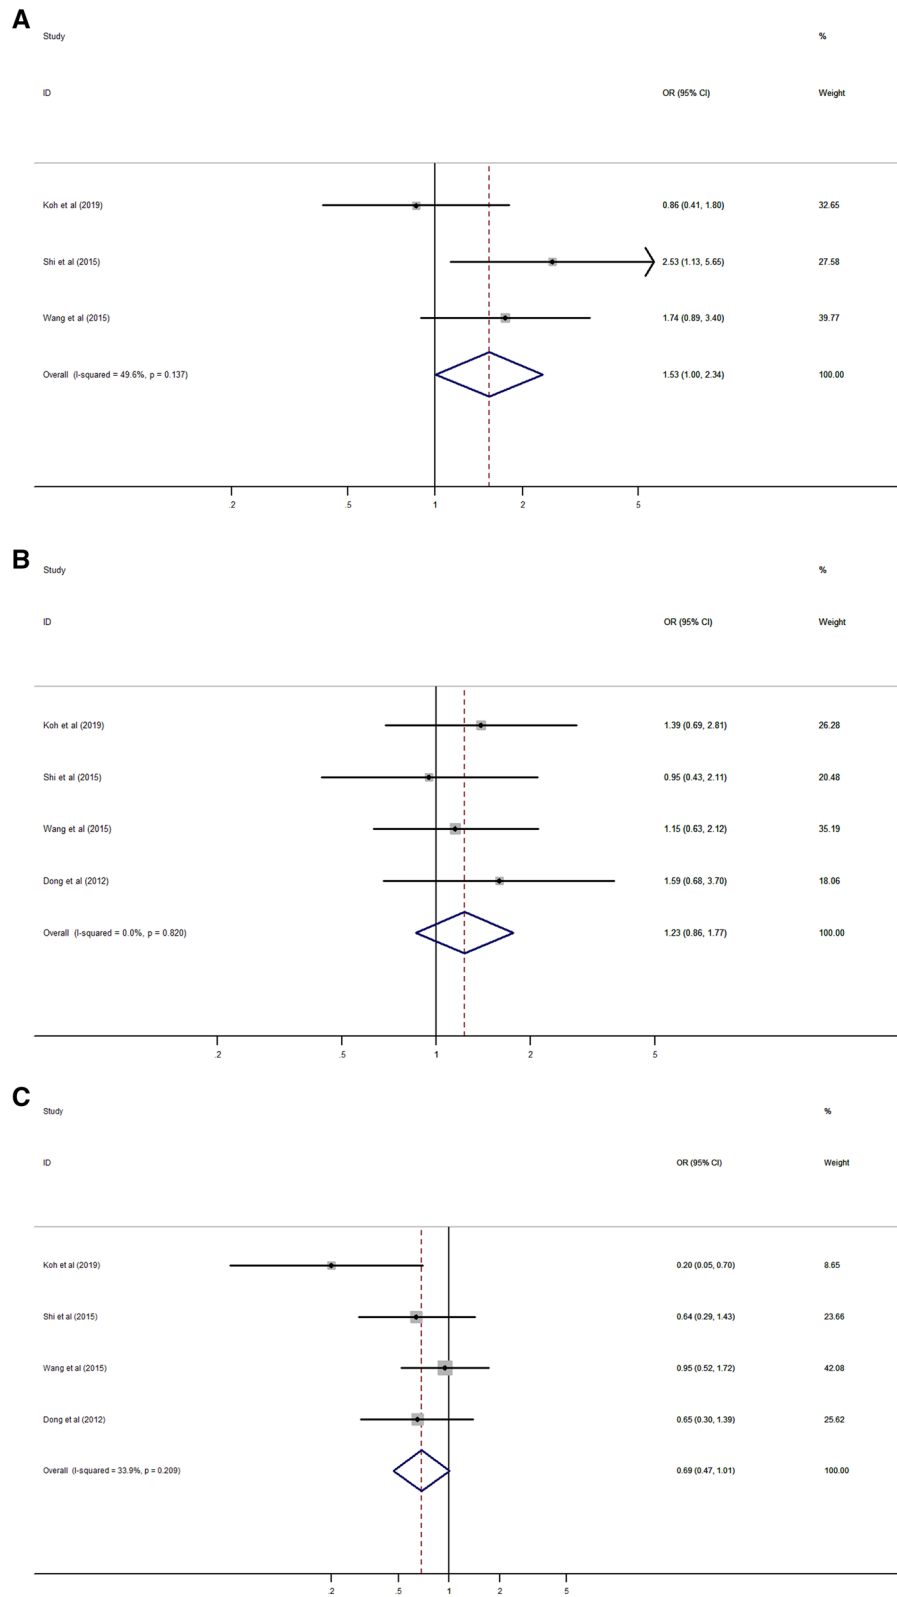 A
Study %
ID OR (95% CI) Weight
Koh et al (2019) 0.86 (0.41, 1.80) 32.65
Shi et al (2015) 2.53 (1.13, 5.65) 27.58
Wang et al (2015) 1.74 (0.89, 3.40) 39.77
Overall (I-squared = 49.6%, p = 0.137) 1.53 (1.00, 2.34) 100.00
.2 .5 1 2 5
B
Study %
ID OR (95% CI) Weight
Koh et al (2019) 1.39 (0.69, 2.81) 26.28
Shi et al (2015) 0.95 (0.43, 2.11) 20.48
Wang et al (2015) 1.15 (0.63, 2.12) 35.19
Dong et al (2012) 1.59 (0.68, 3.70) 18.06
Overall (I-squared = 0.0%, p = 0.820) 1.23 (0.86, 1.77) 100.00
.2 .5 1 2 5
C
Study %
ID OR (95% CI) Weight
Koh et al (2019) 0.20 (0.05, 0.70) 8.65
Shi et al (2015) 0.64 (0.29, 1.43) 23.66
Wang et al (2015) 0.95 (0.52, 1.72) 42.08
Dong et al (2012) 0.65 (0.30, 1.39) 25.62
Overall (I-squared = 33.9%, p = 0.209) 0.69 (0.47, 1.01) 100.00
.2 .5 1 2 5